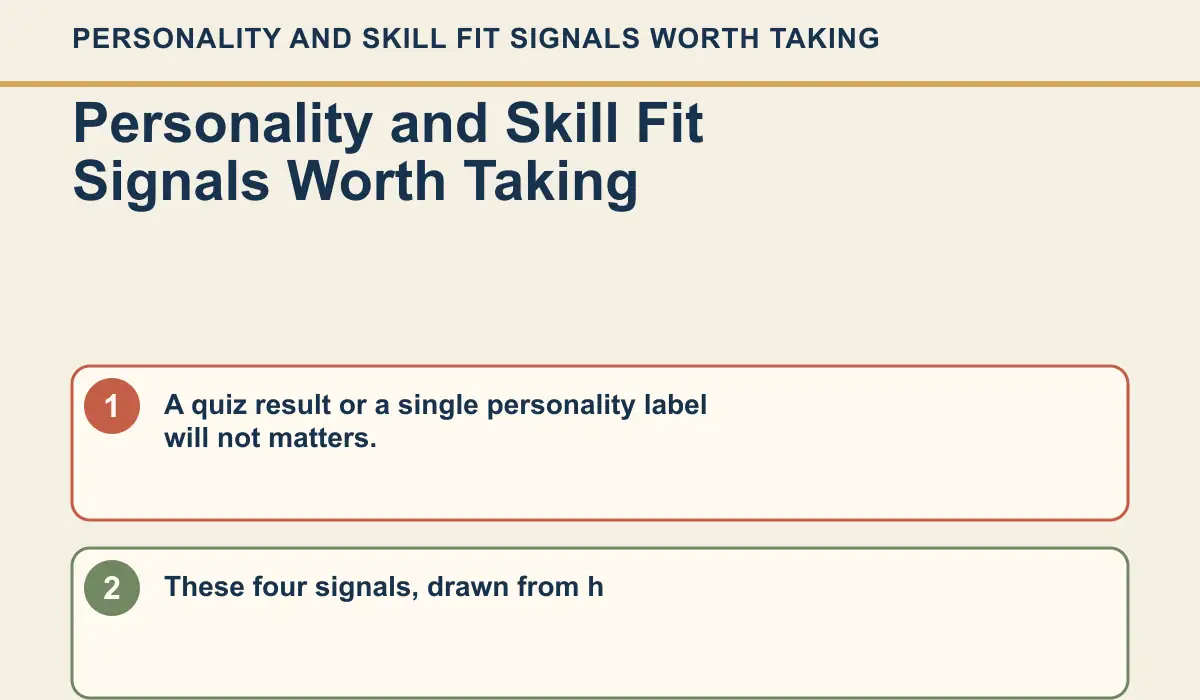 PERSONALITY AND SKILL FIT SIGNALS WORTH TAKING
Personality and Skill Fit
Signals Worth Taking
1
A quiz result or a single personality label
will not matters.
2
These four signals, drawn from h